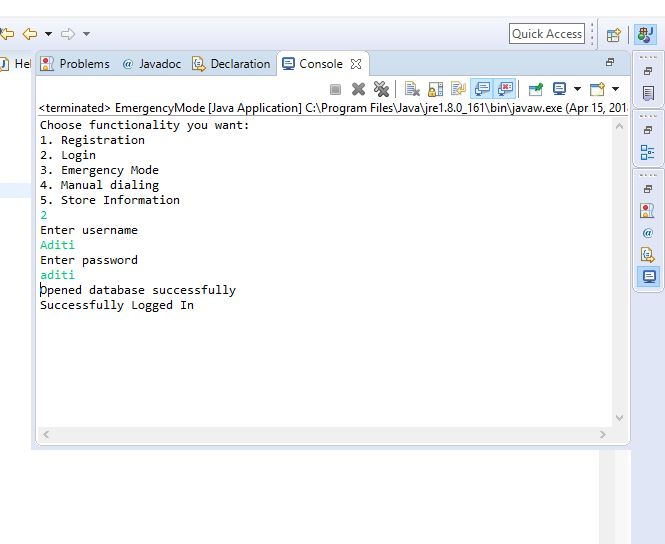 Quick Access
Hel
Problems
@ Javadoc
Declaration
Console
<terminated> EmergencyMode [Java Application] C:\Program Files\Java\jre1.8.0_161\bin\javaw.exe (Apr 15, 201
Choose functionality you want:
1. Registration
2. Login
3. Emergency Mode
4. Manual dialing
5. Store Information
2
Enter username
Aditi
Enter password
aditi
Opened database successfully
Successfully Logged In